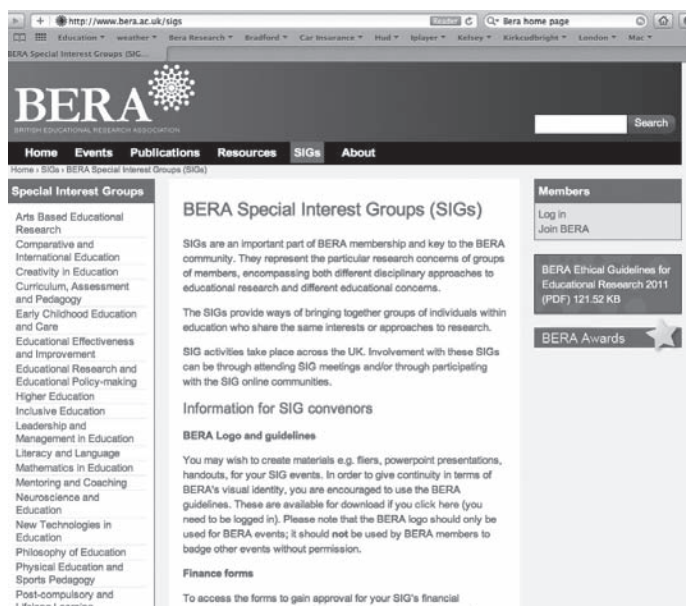 http://www.bera.ac.uk/sigs
Reader
Bera home page
Education weather Bera Research Bradford Car Insurance Hud Iplayer Kelsey Kirkcudbright London Mac
BERA Special Interest Groups (SIG...
BERA
BRITISH EDUCATIONAL RESEARCH ASSOCIATION
Search
Home Events Publications Resources SIGs About
Home › SIGs › BERA Special Interest Groups (SIGs)
Special Interest Groups
Arts Based Educational
Research
Comparative and
International Education
Creativity in Education
Curriculum, Assessment
and Pedagogy
Early Childhood Education
and Care
Educational Effectiveness
and Improvement
Educational Research and
Educational Policy-making
Higher Education
Inclusive Education
Leadership and
Management in Education
Literacy and Language
Mathematics in Education
Mentoring and Coaching
Neuroscience and
Education
New Technologies in
Education
Philosophy of Education
Physical Education and
Sports Pedagogy
Post-compulsory and
Lifelong Learning
BERA Special Interest Groups (SIGs)
SIGs are an important part of BERA membership and key to the BERA
community. They represent the particular research concerns of groups
of members, encompassing both different disciplinary approaches to
educational research and different educational concerns.
The SIGs provide ways of bringing together groups of individuals within
education who share the same interests or approaches to research.
SIG activities take place across the UK. Involvement with these SIGs
can be through attending SIG meetings and/or through participating
with the SIG online communities.
Information for SIG convenors
BERA Logo and guidelines
You may wish to create materials e.g. fliers, powerpoint presentations,
handouts, for your SIG events. In order to give continuity in terms of
BERA's visual identity, you are encouraged to use the BERA
guidelines. These are available for download if you click here (you
need to be logged in). Please note that the BERA logo should only be
used for BERA events; it should not be used by BERA members to
badge other events without permission.
Finance forms
To access the forms to gain approval for your SIG's financial
Members
Log in
Join BERA
BERA Ethical Guidelines for
Educational Research 2011
(PDF) 121.52 KB
BERA Awards